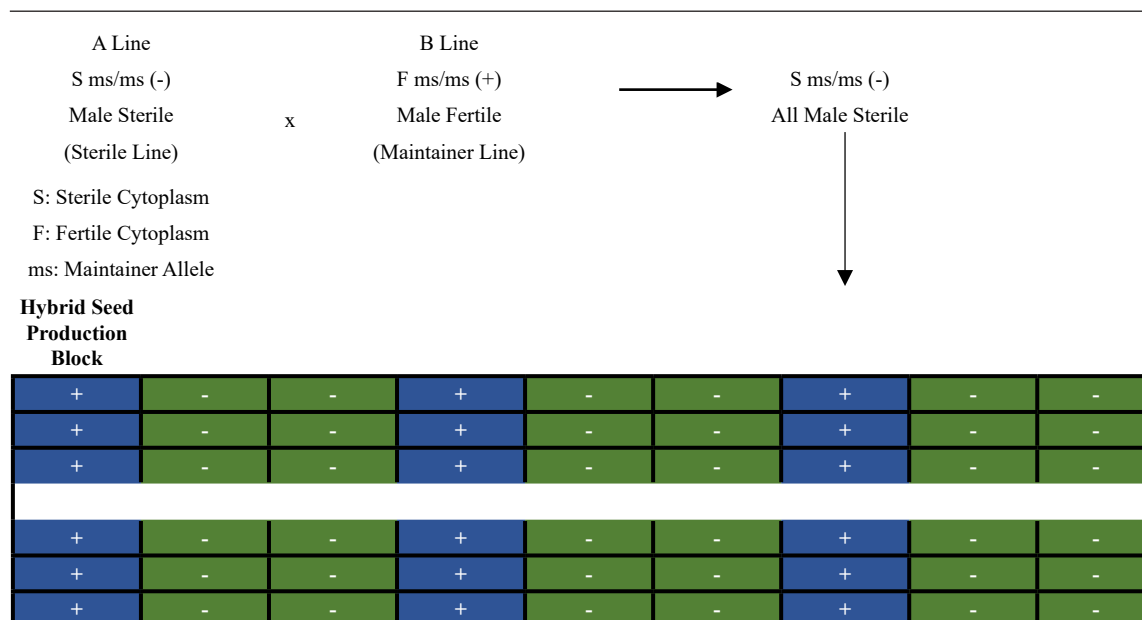 A Line
S ms/ms (-)
Male Sterile
(Sterile Line)
x
B Line
F ms/ms (+)
Male Fertile
(Maintainer Line)
S ms/ms (-)
All Male Sterile
S: Sterile Cytoplasm
F: Fertile Cytoplasm
ms: Maintainer Allele
Hybrid Seed
Production
Block
+ - - + - - + - -
+ - - + - - + - -
+ - - + - - + - -
+ - - + - - + - -
+ - - + - - + - -
+ - - + - - + - -